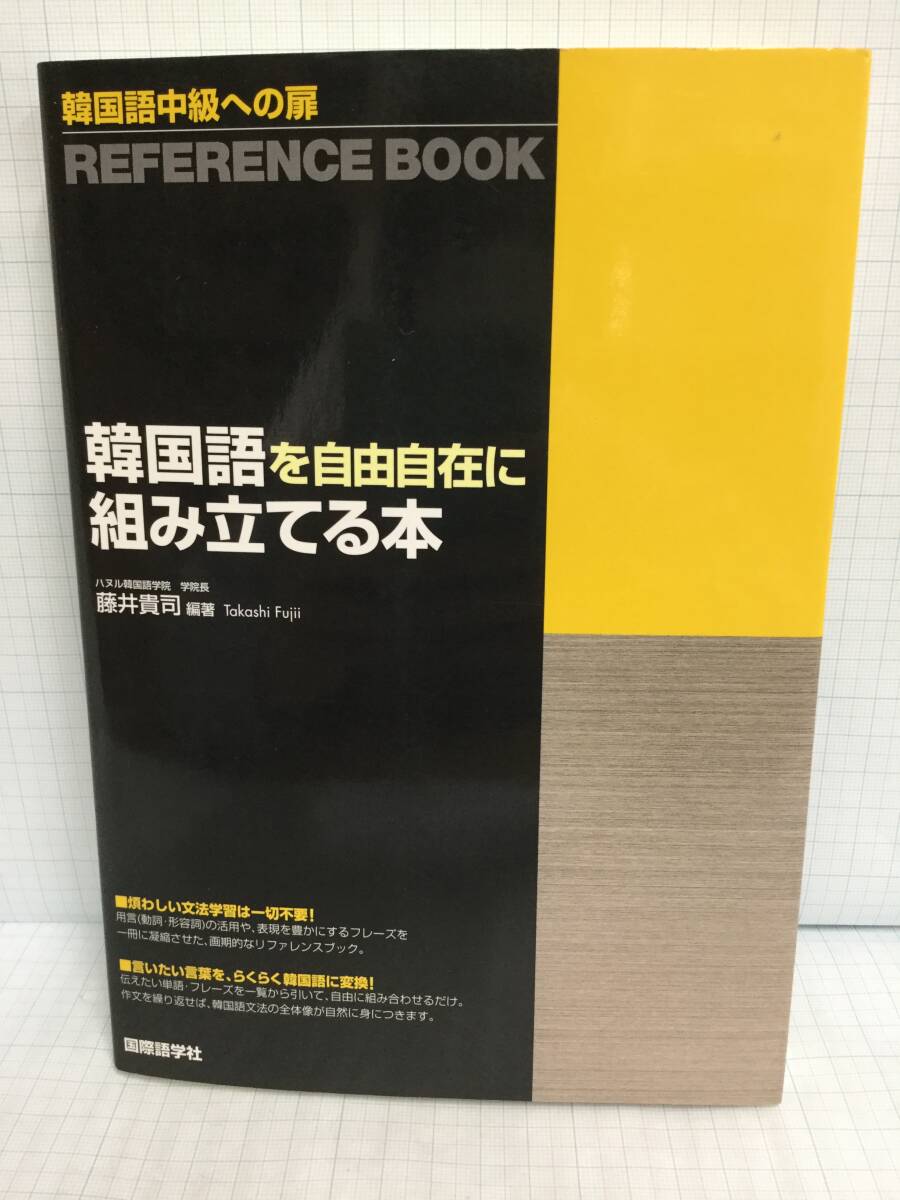 韓国語中級への扉
REFERENCE BOOK
韓国語を自由自在に
組み立てる本
ハヌル韓国語学院 学院長
藤井貴司 編著 Takashi Fujii
■煩わしい文法学習は一切不要!
用言(動詞・形容詞)の活用や、表現を豊かにするフレーズを
一冊に凝縮させた、画期的なリファレンスブック。
■言いたい言葉を、らくらく韓国語に変換!
伝えたい単語・フレーズを一覧から引いて、自由に組み合わせるだけ。
作文を繰り返せば、韓国語文法の全体像が自然に身につきます。
国際語学社